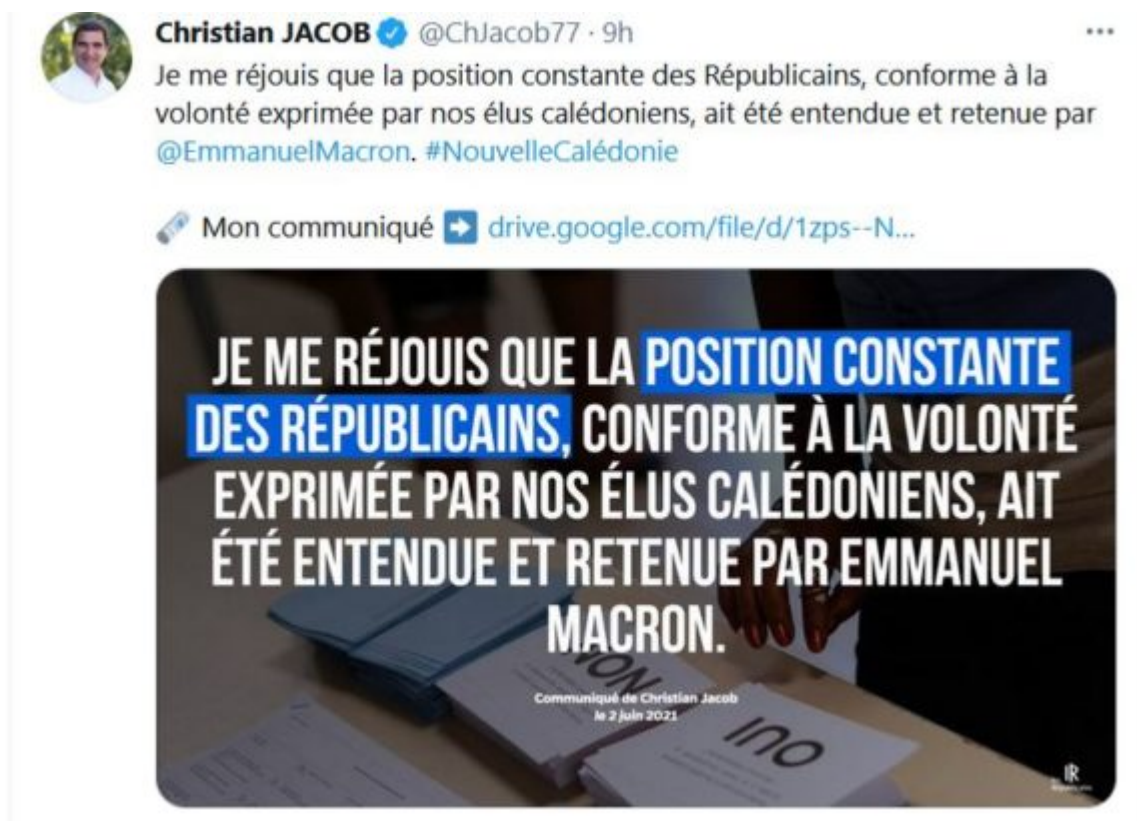 Christian JACOB @ChJacob77 · 9h
Je me réjouis que la position constante des Républicains, conforme à la
volonté exprimée par nos élus calédoniens, ait été entendue et retenue par
@EmmanuelMacron. #NouvelleCalédonie
Mon communiqué drive.google.com/file/d/1zps--N...
JE ME RÉJOUIS QUE LA POSITION CONSTANTE
DES RÉPUBLICAINS, CONFORME À LA VOLONTÉ
EXPRIMÉE PAR NOS ÉLUS CALÉDONIENS, AIT
ÉTÉ ENTENDUE ET RETENUE PAR EMMANUEL
MACRON.
NON
Communiqué de Christian Jacob
le 2 juin 2021
OUI
lR
Républicains